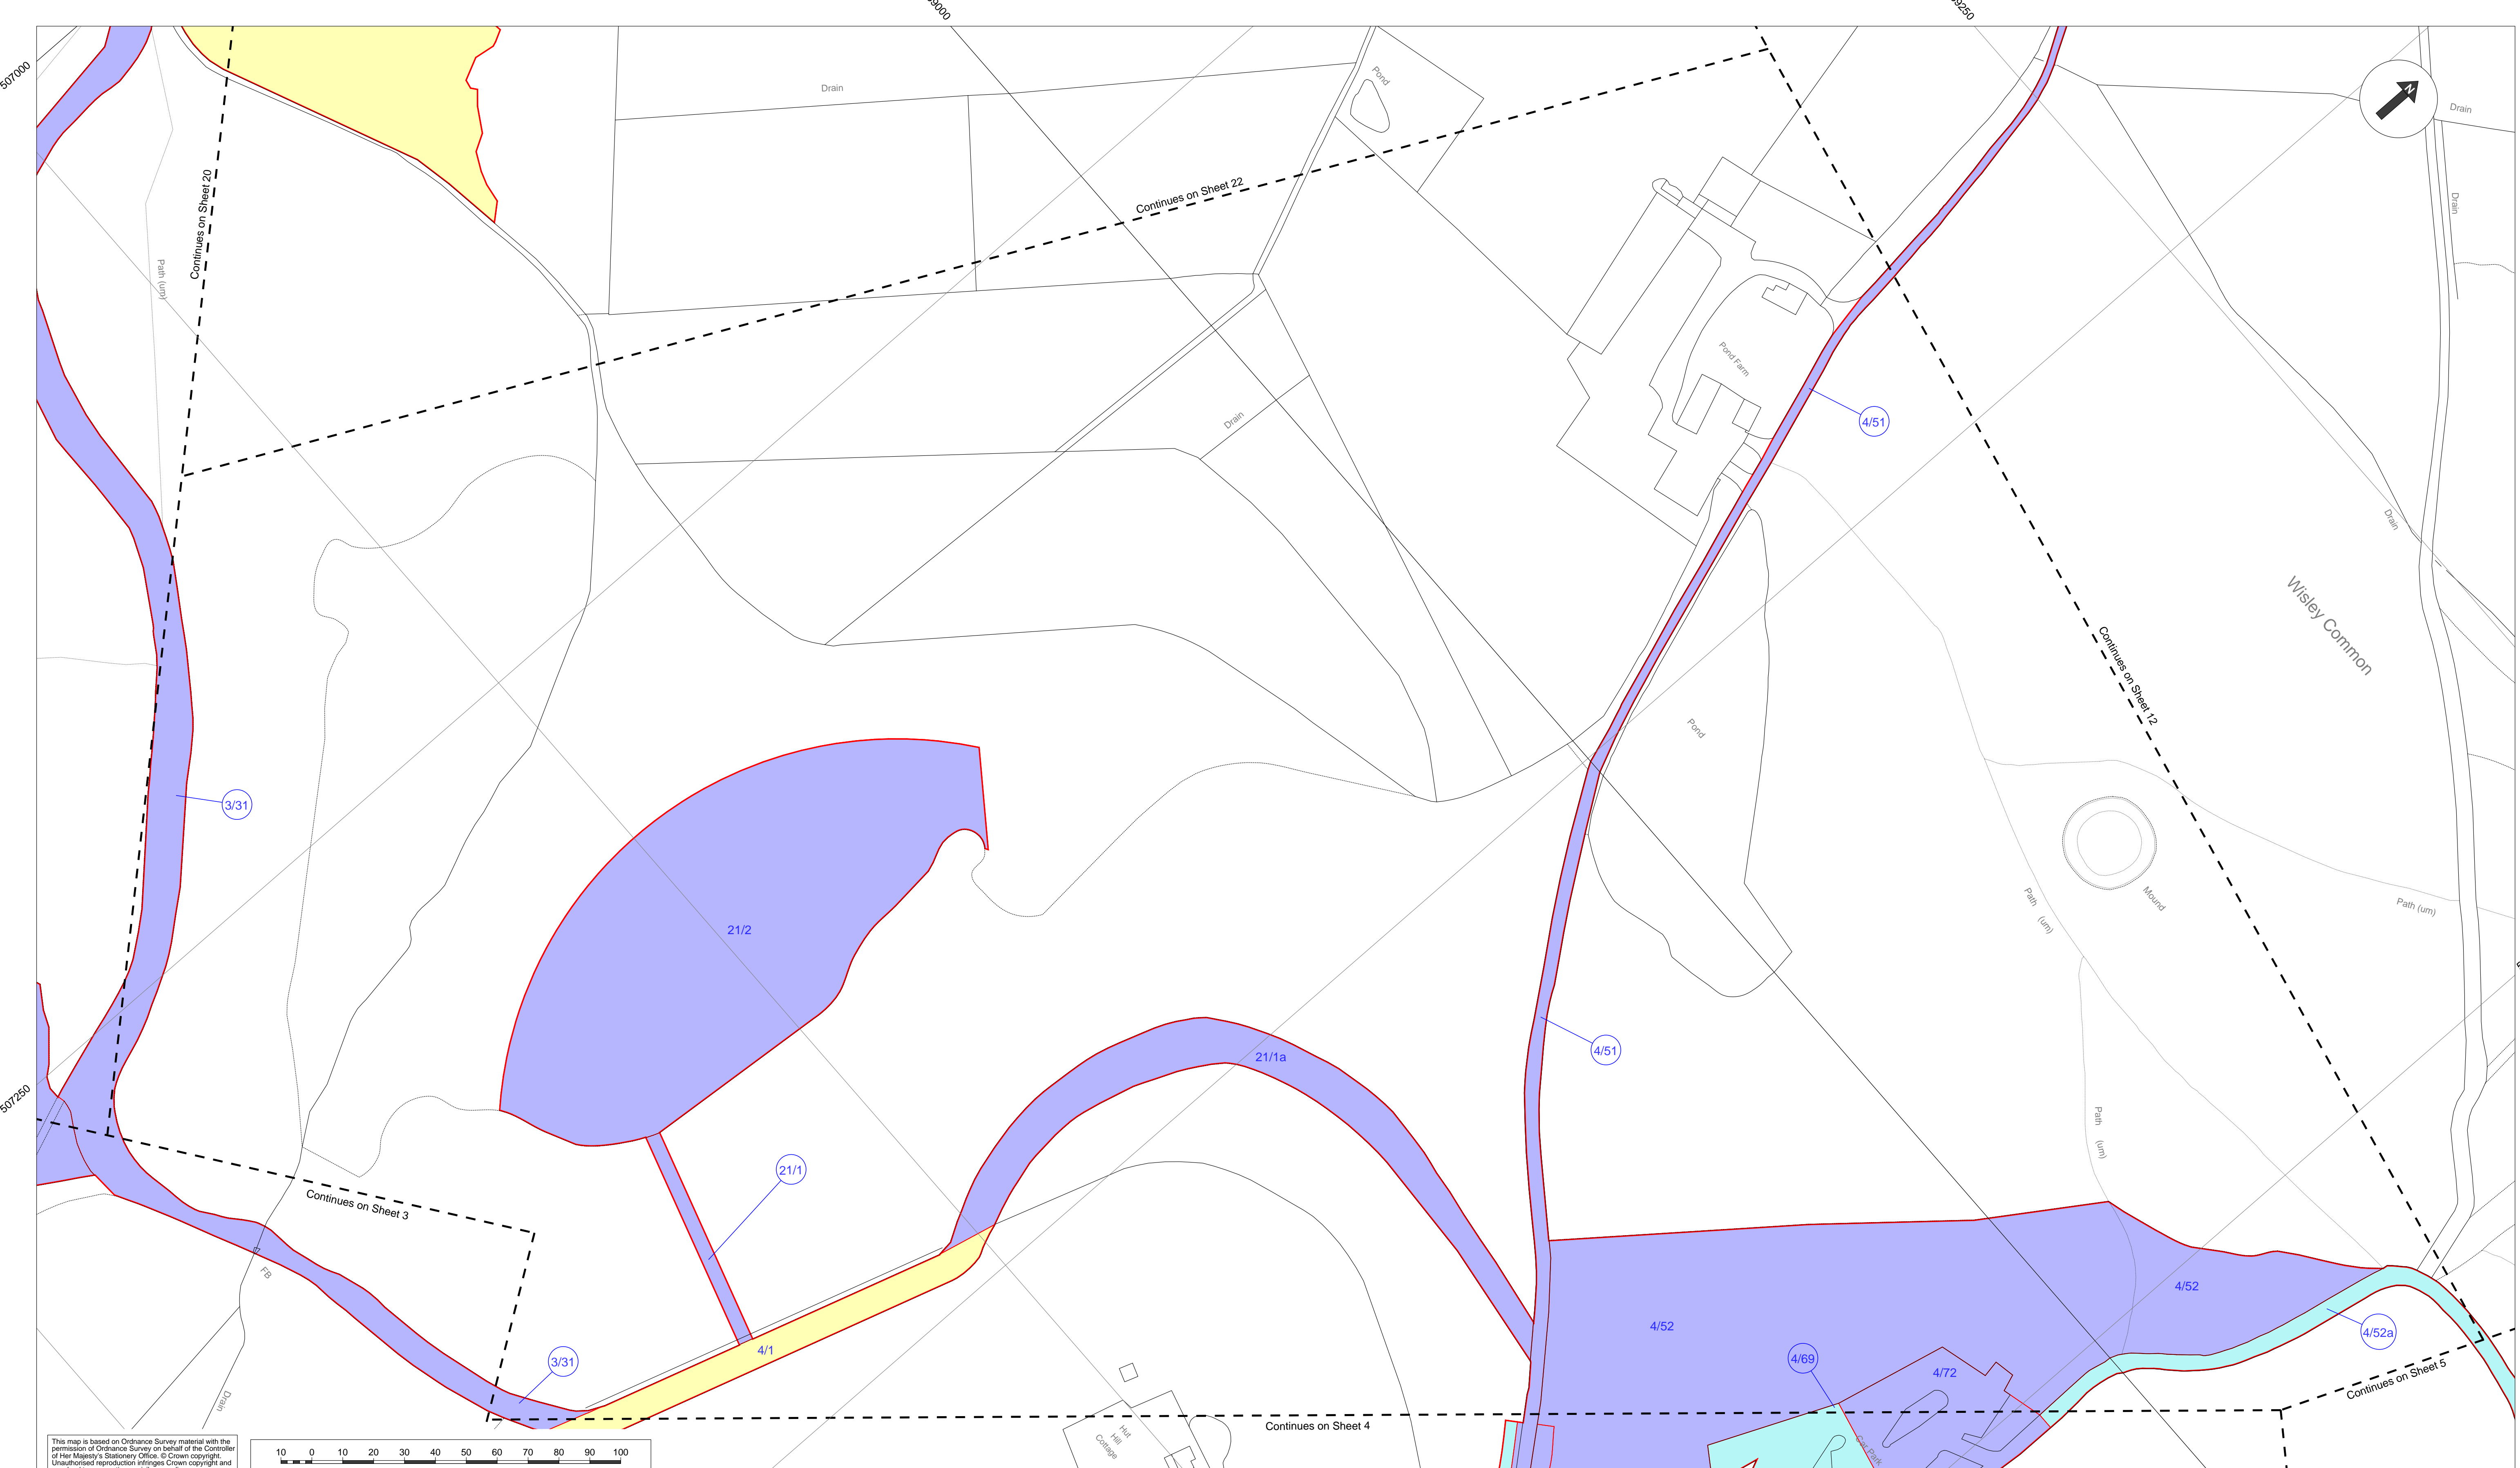 9250
507000
Pond
Drain
N
Drain
Continues on Sheet 22
Continues on Sheet 20
Drain
Path (um)
Pond Farm
4/51
Drain
Drain
Wisley Common
Continues on Sheet 12
Pond
3/31
Mound
Path (um)
Path (um)
21/2
21/1a
4/51
507250
Path (um)
21/1
Continues on Sheet 3
FB
4/52
4/52
4/52a
4/1
4/69
4/72
3/31
Continues on Sheet 5
Drain
Continues on Sheet 4
Hut
Hill
Cottage
Car Park
This map is based on Ordnance Survey material with the
permission of Ordnance Survey on behalf of the Controller
of Her Majesty's Stationery Office. © Crown copyright.
Unauthorised reproduction infringes Crown copyright and
10 0 10 20 30 40 50 60 70 80 90 100